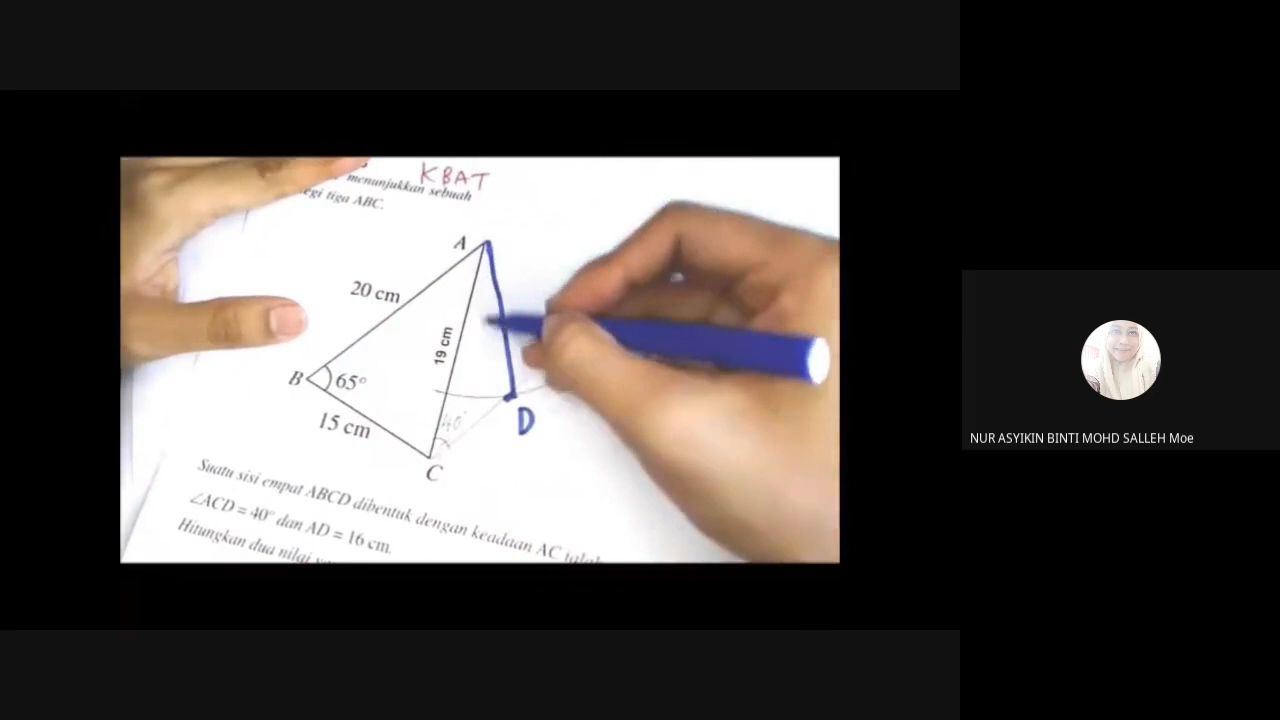 KBAT
menunjukkan sebuah
tiga ABC.
A
20 cm
19 cm
B
65°
15 cm
40°
D
C
Suatu sisi empat ABCD dibentuk dengan keadaan AC
∠ACD = 40° dan AD = 16 cm.
Hitungkan dua nilai
NUR ASYIKIN BINTI MOHD SALLEH Moe